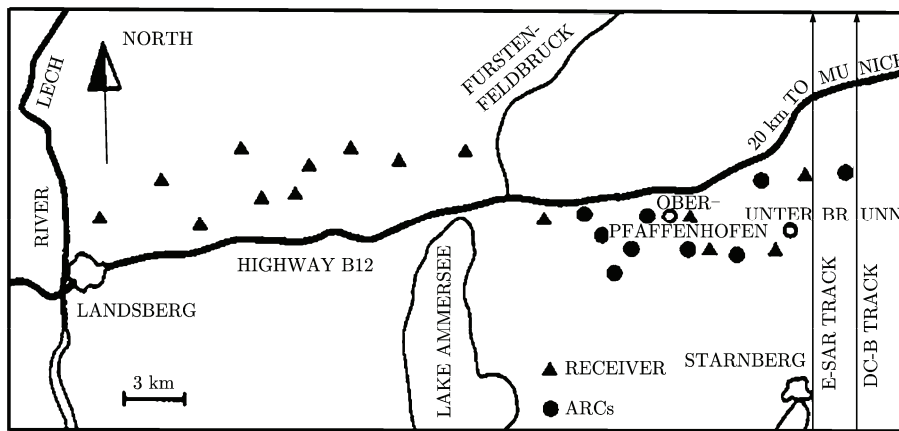 NORTH
FURSTEN-
FELDBRUCK
LECH
RIVER
20 km TO MU NICH
OBER-
PFAFFENHOFEN
UNTER BR UNN
HIGHWAY B12
LANDSBERG
LAKE AMMERSEE
STARNBERG
E-SAR TRACK
DC-B TRACK
3 km
RECEIVER
ARCs